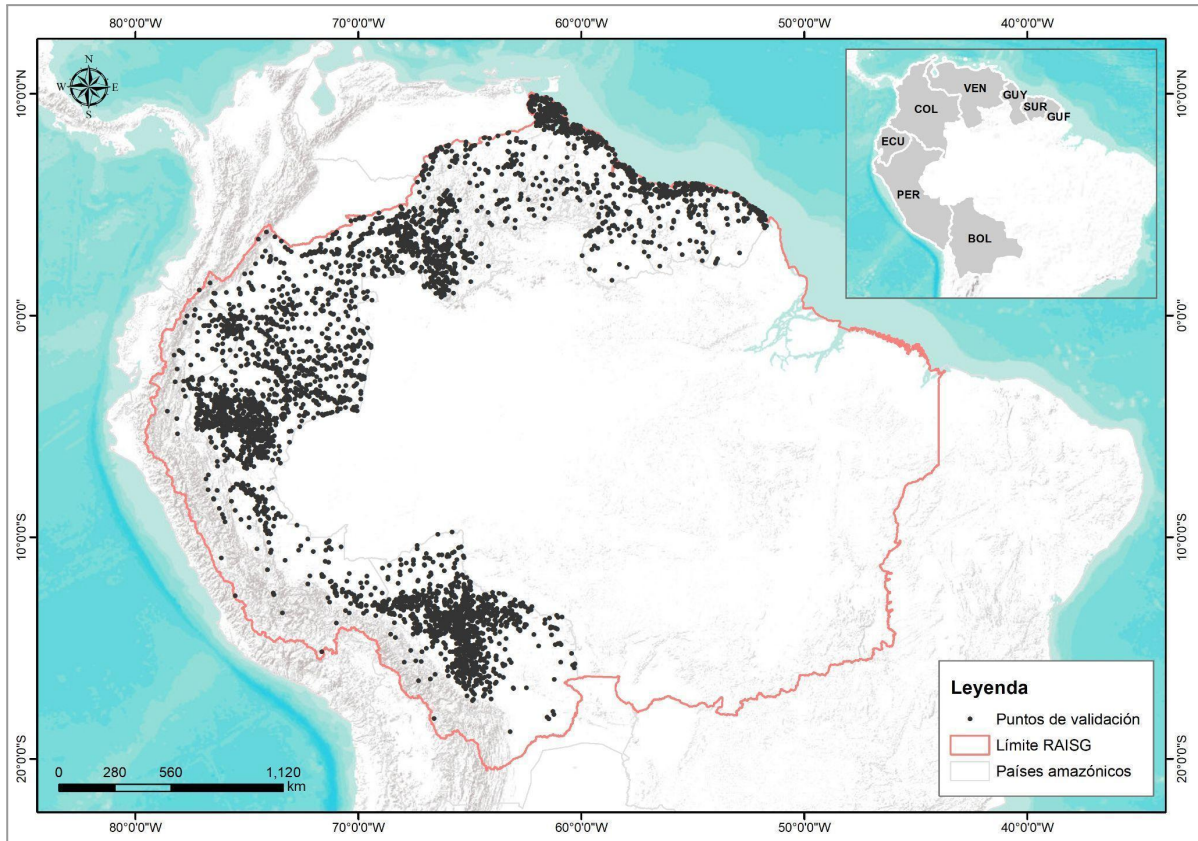 80°0'0"W 70°0'0"W 60°0'0"W 50°0'0"W 40°0'0"W
10°0'0"N
0°0'0"
10°0'0"S
20°0'0"S
N
W E
S
VEN
GUY
COL
SUR
GUF
ECU
PER
BOL
10°0'0"N
0°0'0"
10°0'0"S
20°0'0"S
Leyenda
Puntos de validación
Límite RAISG
Países amazónicos
0 280 560 1,120
km
80°0'0"W 70°0'0"W 60°0'0"W 50°0'0"W 40°0'0"W